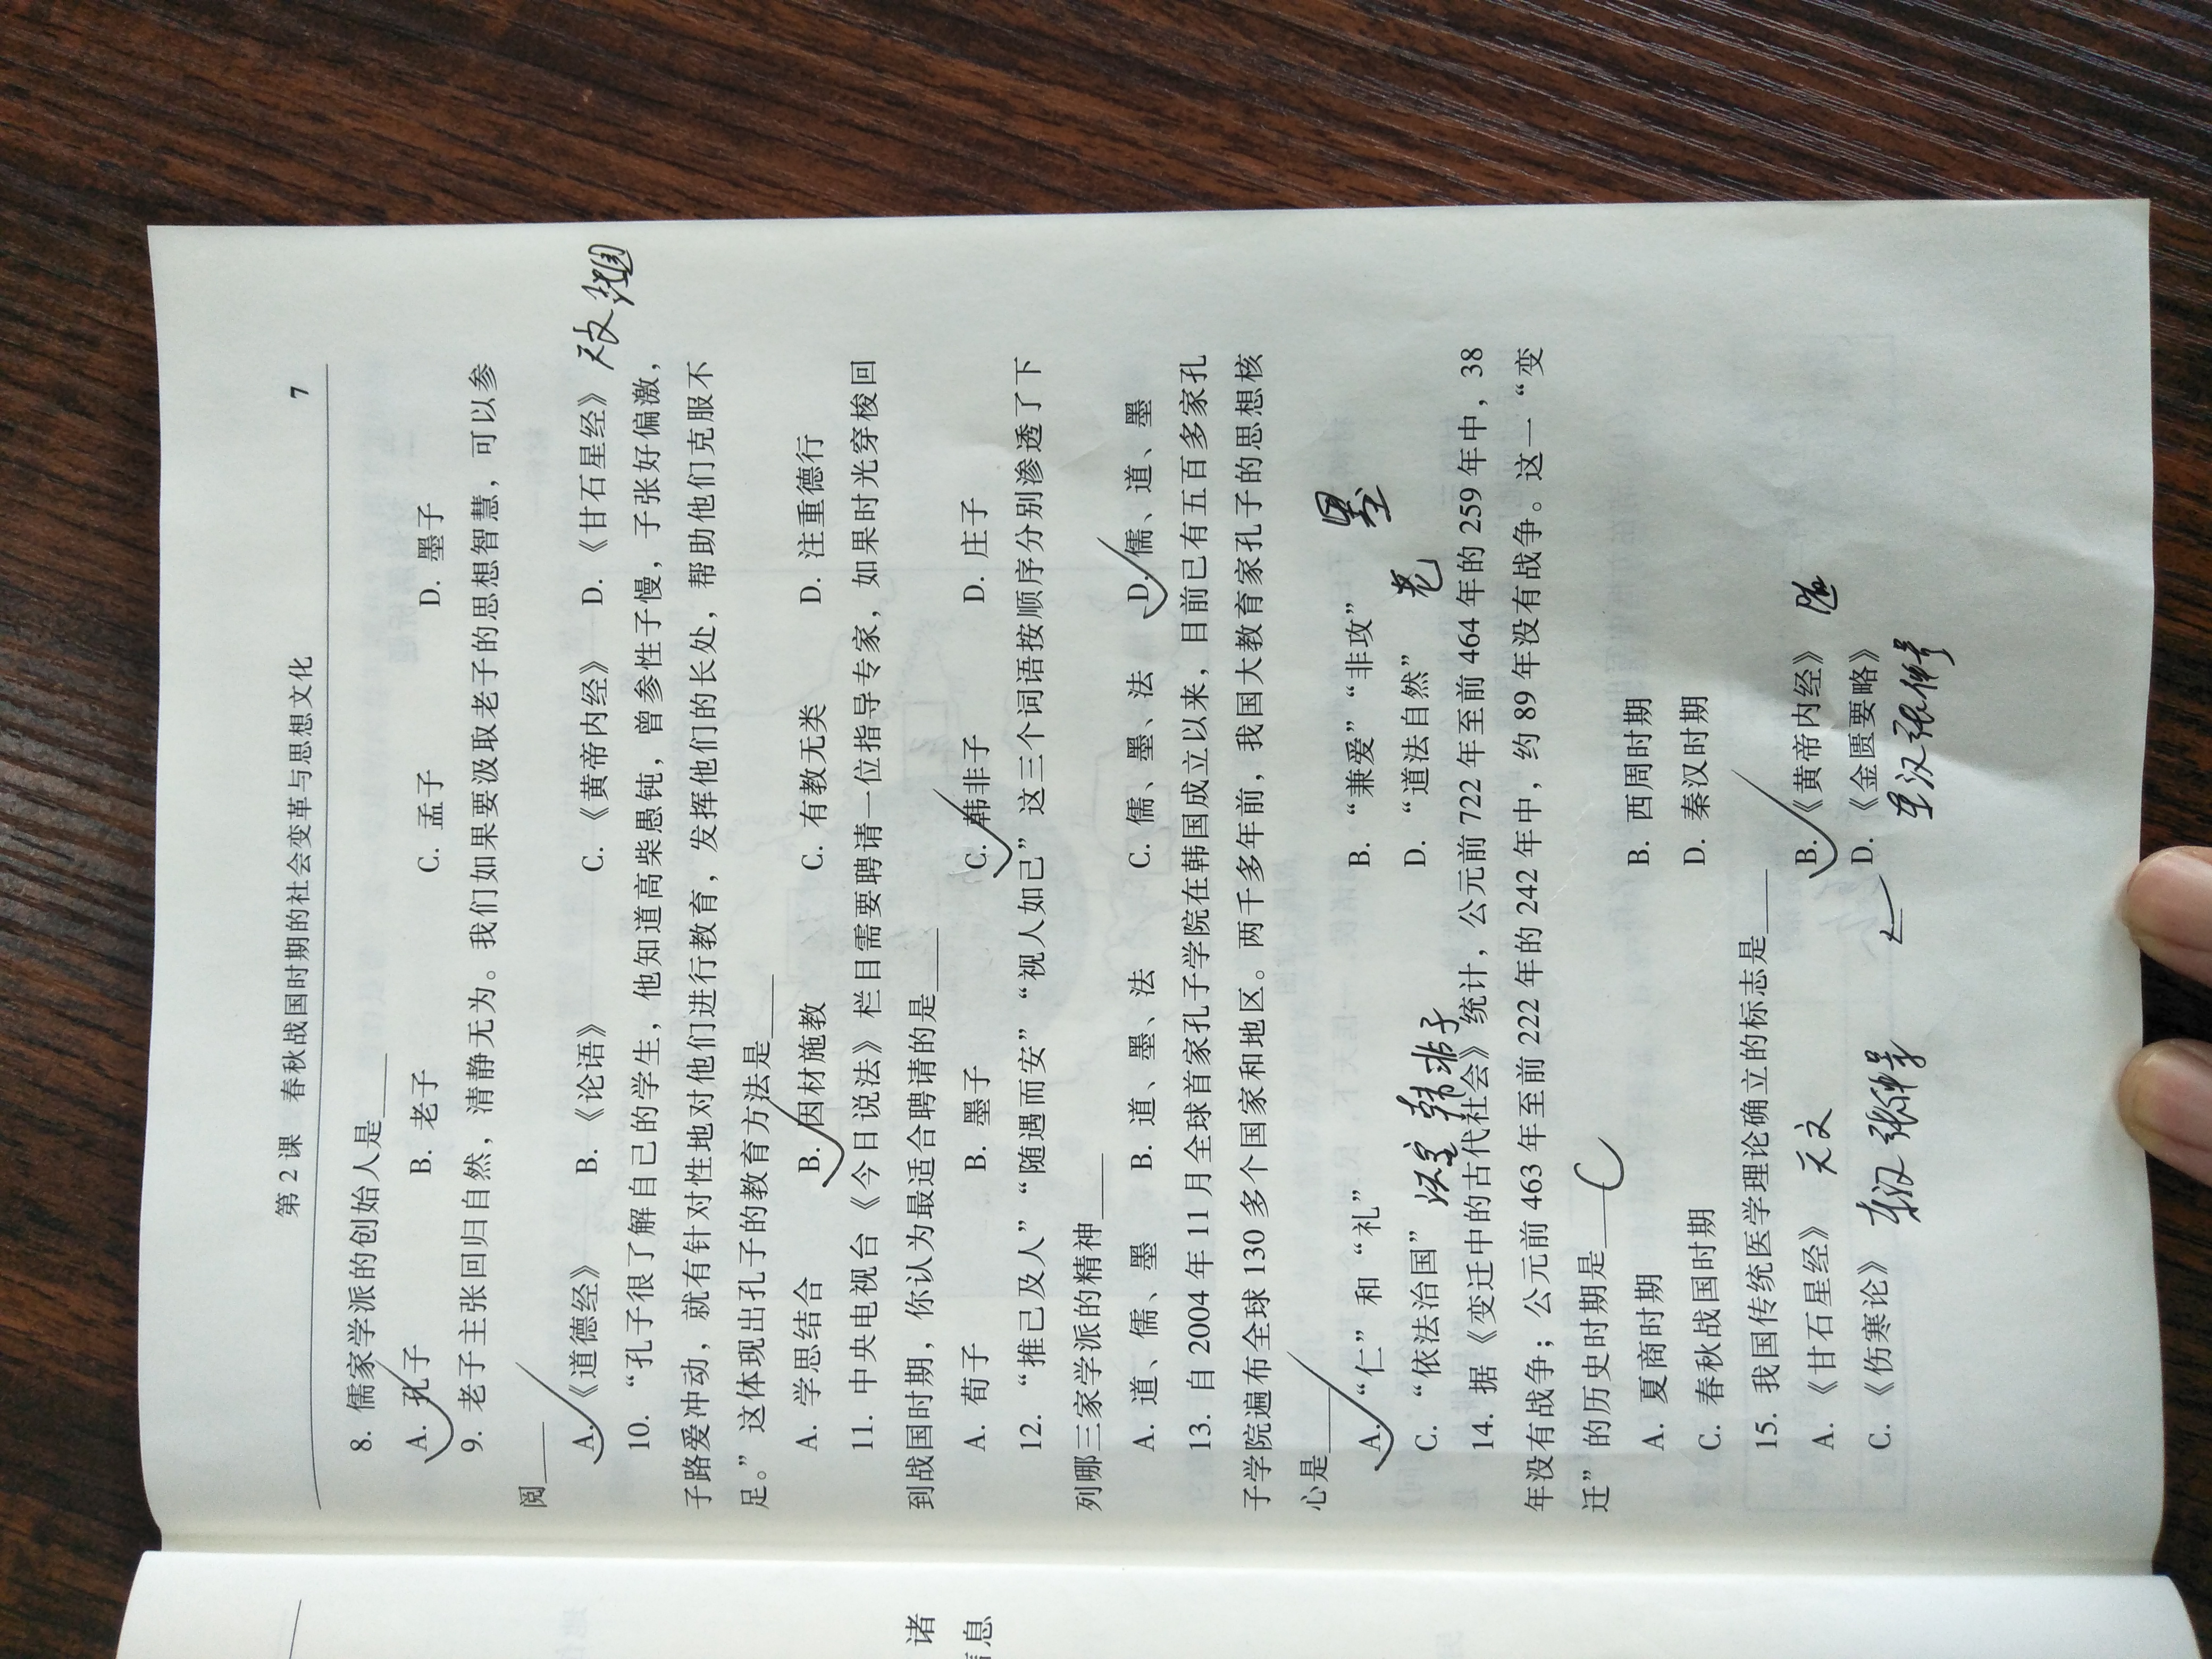 第2课 春秋战国时期的社会变革与思想文化 7
8. 儒家学派的创始人是____
A. 孔子 B. 老子 C. 孟子 D. 墨子
9. 老子主张回归自然，清静无为。我们如果要汲取老子的思想智慧，可以参
阅____
A. 《道德经》 B. 《论语》 C. 《黄帝内经》 D. 《甘石星经》
10. “孔子很了解自己的学生，他知道高柴愚钝，曾参性子慢，子张好偏激，
子路爱冲动，就有针对性地对他们进行教育，发挥他们的长处，帮助他们克服不
足。”这体现出孔子的教育方法是____
A. 学思结合 B. 因材施教 C. 有教无类 D. 注重德行
11. 中央电视台《今日说法》栏目需要聘请一位指导专家，如果时光穿梭回
到战国时期，你认为最适合聘请的是____
A. 荀子 B. 墨子 C. 韩非子 D. 庄子
12. “推己及人”“随遇而安”“视人如己”这三个词语按顺序分别渗透了下
列哪三家学派的精神____
A. 道、儒、墨 B. 道、墨、法 C. 儒、墨、法 D. 儒、道、墨
13. 自 2004 年 11 月全球首家孔子学院在韩国成立以来，目前已有五百多家孔
子学院遍布全球 130 多个国家和地区。两千多年前，我国大教育家孔子的思想核
心是____
A. “仁”和“礼” B. “兼爱”“非攻” 墨
C. “依法治国” 法家 韩非子 D. “道法自然” 老
14. 据《变迁中的古代社会》统计，公元前 722 年至前 464 年的 259 年中，38
年没有战争；公元前 463 年至前 222 年的 242 年中，约 89 年没有战争。这一“变
迁”的历史时期是____C
A. 夏商时期 B. 西周时期
C. 春秋战国时期 D. 秦汉时期
15. 我国传统医学理论确立的标志是____
A. 《甘石星经》 天文 B. 《黄帝内经》
C. 《伤寒论》 东汉 张仲景 D. 《金匮要略》
东汉张仲景
诸
信息